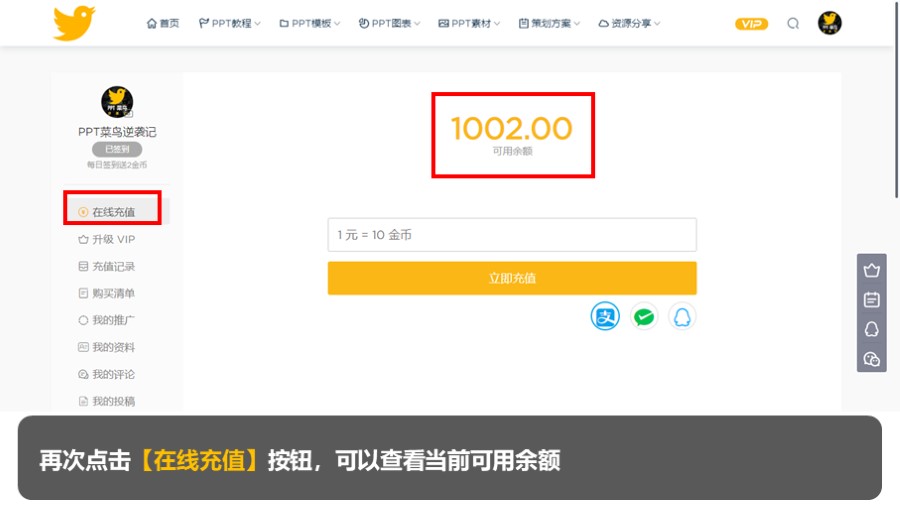 首页 PPT教程 PPT模板 PPT图表 PPT素材 策划方案 资源分享 VIP
PPT菜鸟逆袭记
已签到
每日签到送2金币
在线充值
升级 VIP
充值记录
购买清单
我的推广
我的资料
我的评论
我的投稿
1002.00
可用余额
1 元 = 10 金币
立即充值
再次点击【在线充值】按钮，可以查看当前可用余额